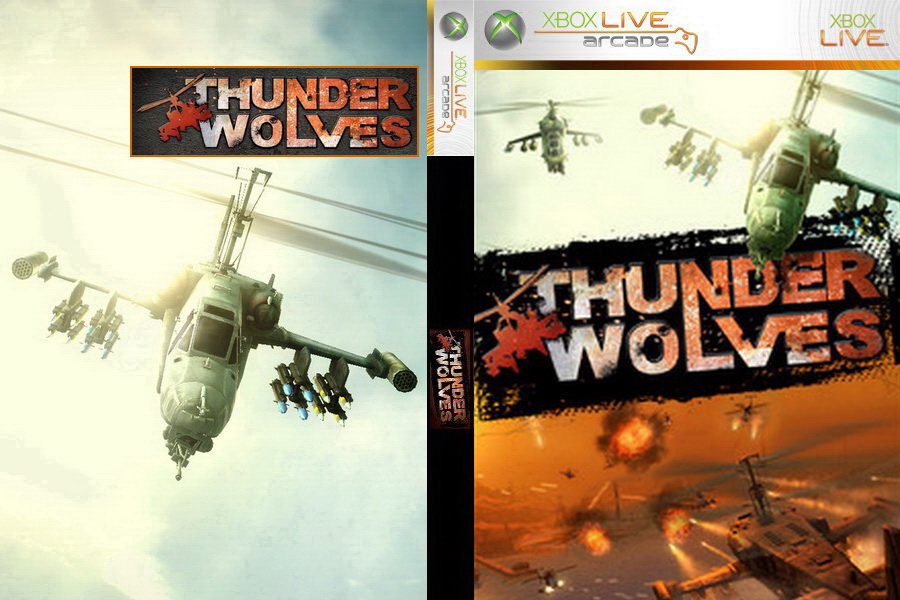 THUNDER
WOLVES
XBOX LIVE
arcade
THUNDER
WOLVES
XBOX LIVE
arcade
XBOX
LIVE
THUNDER
WOLVES